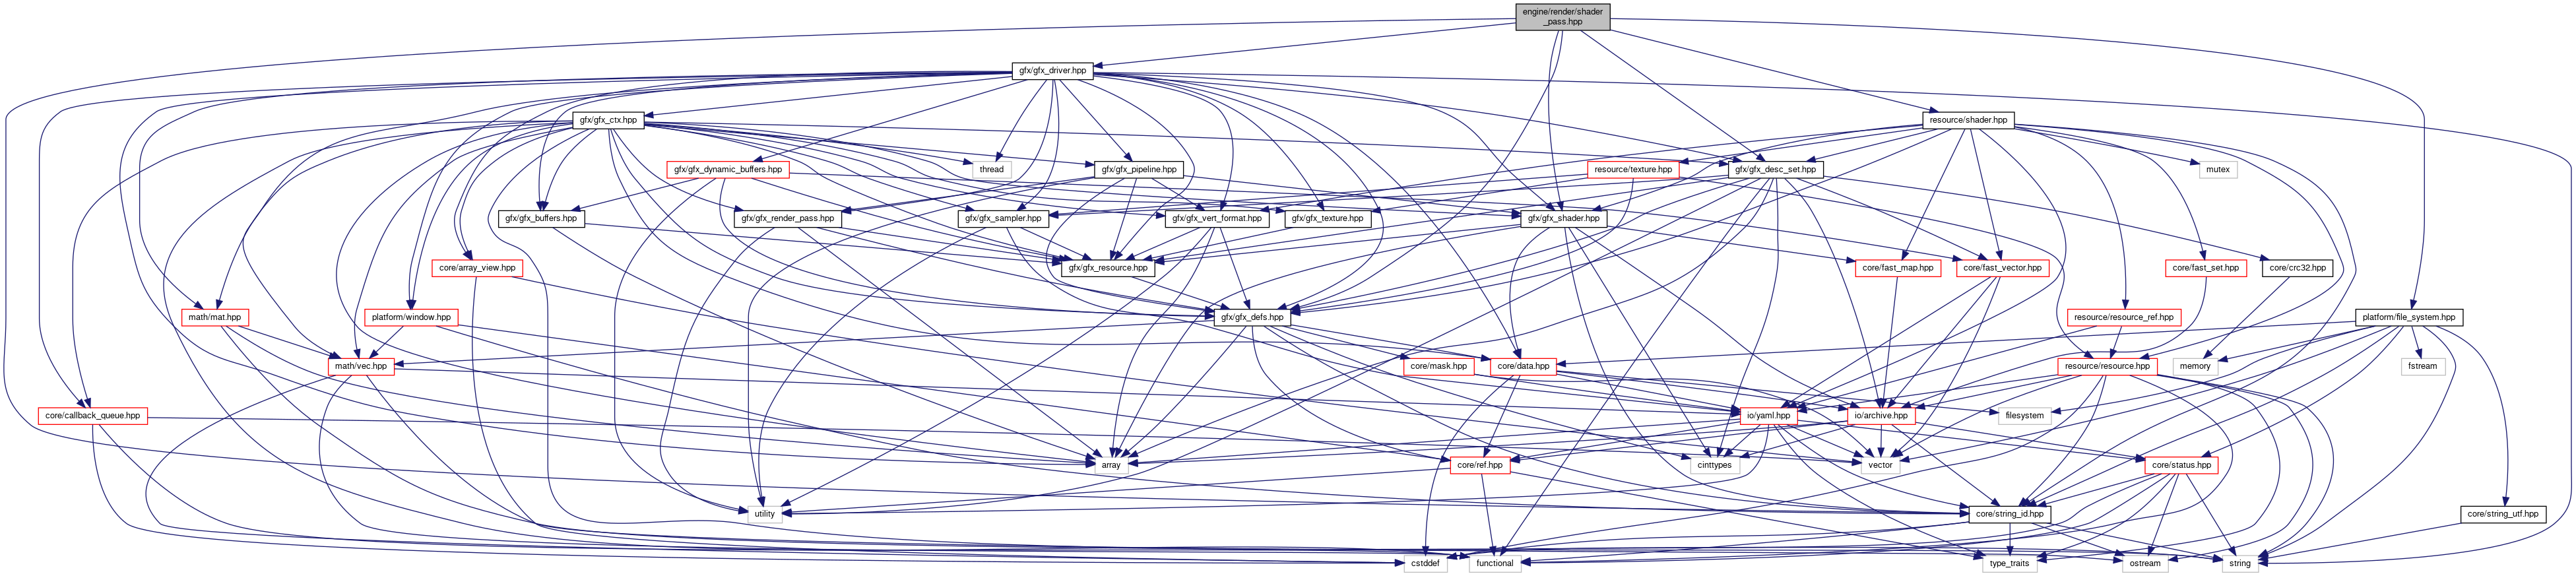 engine/render/shader
_pass.hpp
gfx/gfx_driver.hpp
gfx/gfx_ctx.hpp
resource/shader.hpp
gfx/gfx_dynamic_buffers.hpp
thread
gfx/gfx_pipeline.hpp
resource/texture.hpp
gfx/gfx_desc_set.hpp
mutex
gfx/gfx_buffers.hpp
gfx/gfx_render_pass.hpp
gfx/gfx_sampler.hpp
gfx/gfx_vert_format.hpp
gfx/gfx_texture.hpp
gfx/gfx_shader.hpp
core/array_view.hpp
gfx/gfx_resource.hpp
core/fast_map.hpp
core/fast_vector.hpp
core/fast_set.hpp
core/crc32.hpp
math/mat.hpp
platform/window.hpp
gfx/gfx_defs.hpp
resource/resource_ref.hpp
platform/file_system.hpp
math/vec.hpp
core/mask.hpp
core/data.hpp
resource/resource.hpp
memory
fstream
core/callback_queue.hpp
io/yaml.hpp
io/archive.hpp
filesystem
array
core/ref.hpp
cinttypes
vector
core/status.hpp
utility
core/string_id.hpp
core/string_utf.hpp
cstddef
functional
type_traits
ostream
string